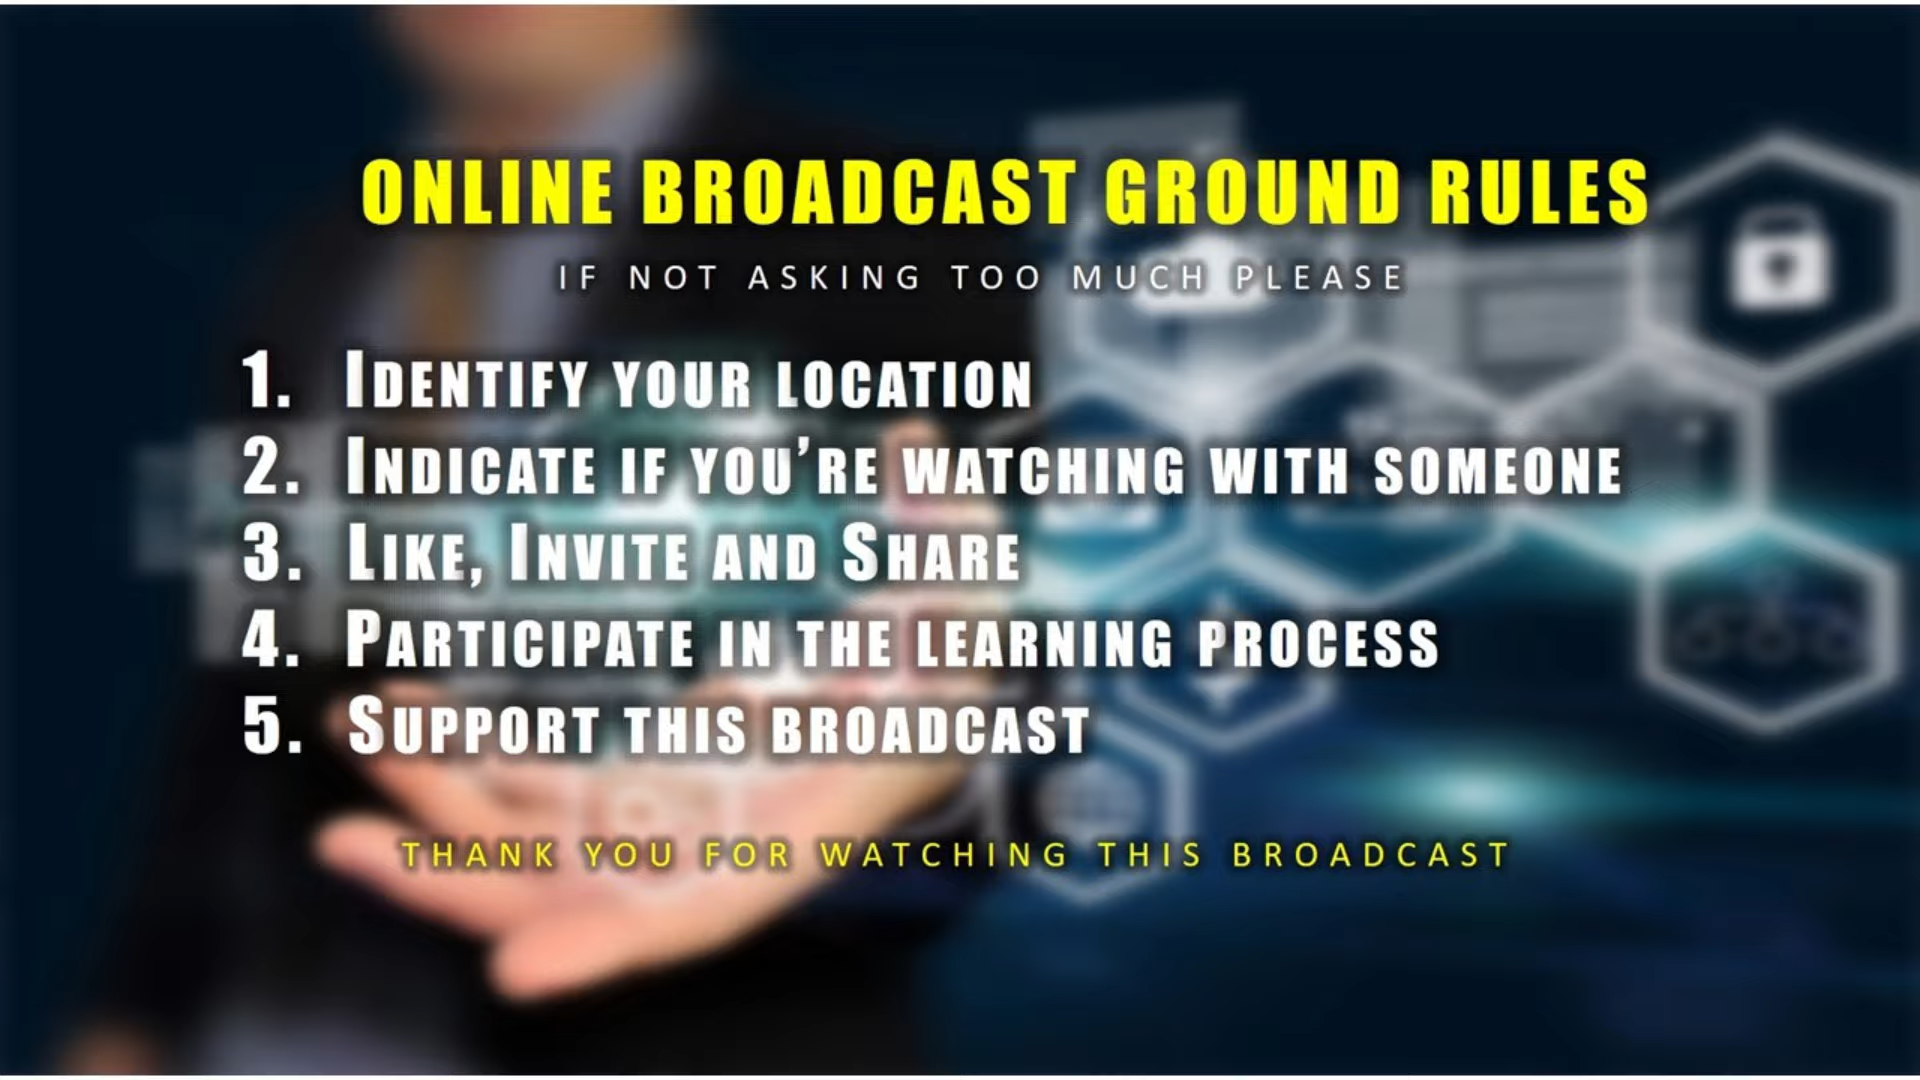 ONLINE BROADCAST GROUND RULES
IF NOT ASKING TOO MUCH PLEASE
1. IDENTIFY YOUR LOCATION
2. INDICATE IF YOU'RE WATCHING WITH SOMEONE
3. LIKE, INVITE AND SHARE
4. PARTICIPATE IN THE LEARNING PROCESS
5. SUPPORT THIS BROADCAST
THANK YOU FOR WATCHING THIS BROADCAST